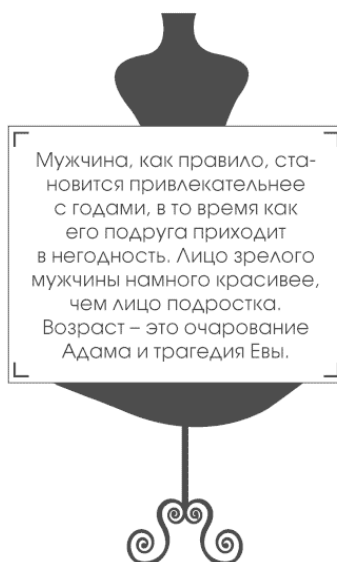 Мужчина, как правило, ста-
новится привлекательнее
с годами, в то время как
его подруга приходит
в негодность. Лицо зрелого
мужчины намного красивее,
чем лицо подростка.
Возраст – это очарование
Адама и трагедия Евы.